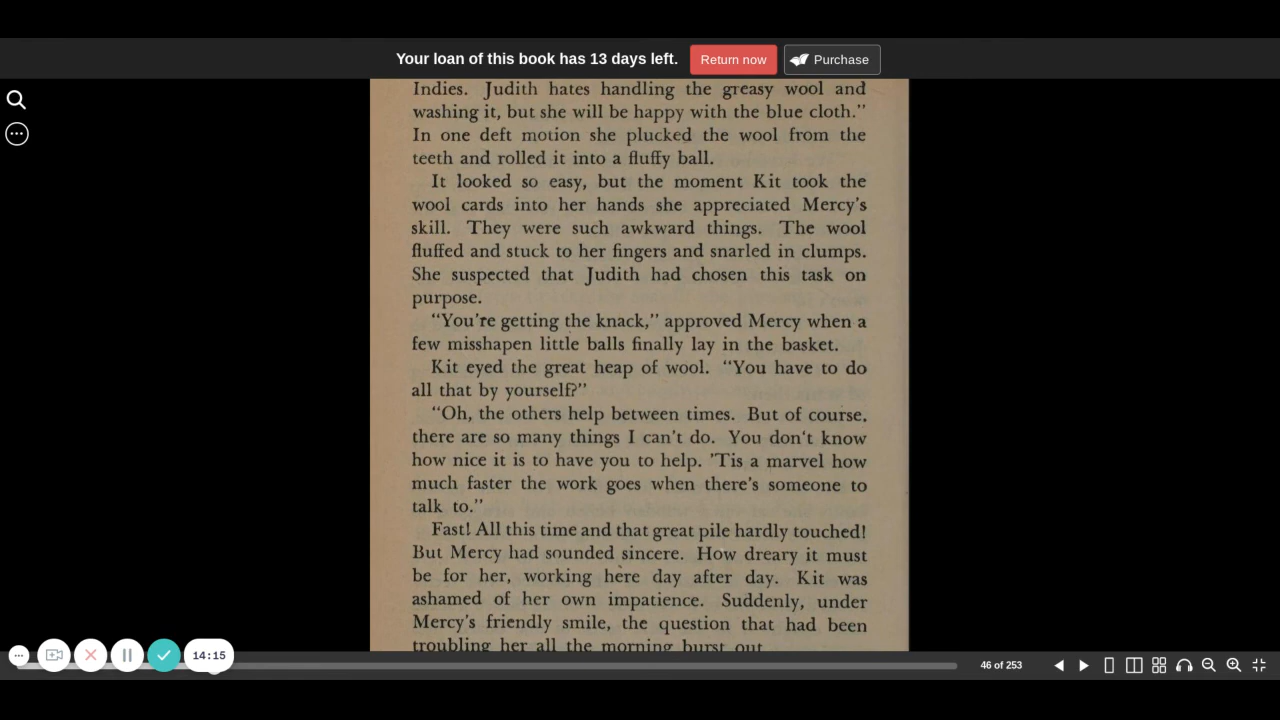 Your loan of this book has 13 days left.
Return now
Purchase
Indies. Judith hates handling the greasy wool and
washing it, but she will be happy with the blue cloth.”
In one deft motion she plucked the wool from the
teeth and rolled it into a fluffy ball.
It looked so easy, but the moment Kit took the
wool cards into her hands she appreciated Mercy’s
skill. They were such awkward things. The wool
fluffed and stuck to her fingers and snarled in clumps.
She suspected that Judith had chosen this task on
purpose.
“You’re getting the knack,” approved Mercy when a
few misshapen little balls finally lay in the basket.
Kit eyed the great heap of wool. “You have to do
all that by yourself?”
“Oh, the others help between times. But of course,
there are so many things I can’t do. You don‘t know
how nice it is to have you to help. ’Tis a marvel how
much faster the work goes when there’s someone to
talk to.”
Fast! All this time and that great pile hardly touched!
But Mercy had sounded sincere. How dreary it must
be for her, working here day after day. Kit was
ashamed of her own impatience. Suddenly, under
Mercy’s friendly smile, the question that had been
troubling her all the morning burst out.
14:15
46 of 253